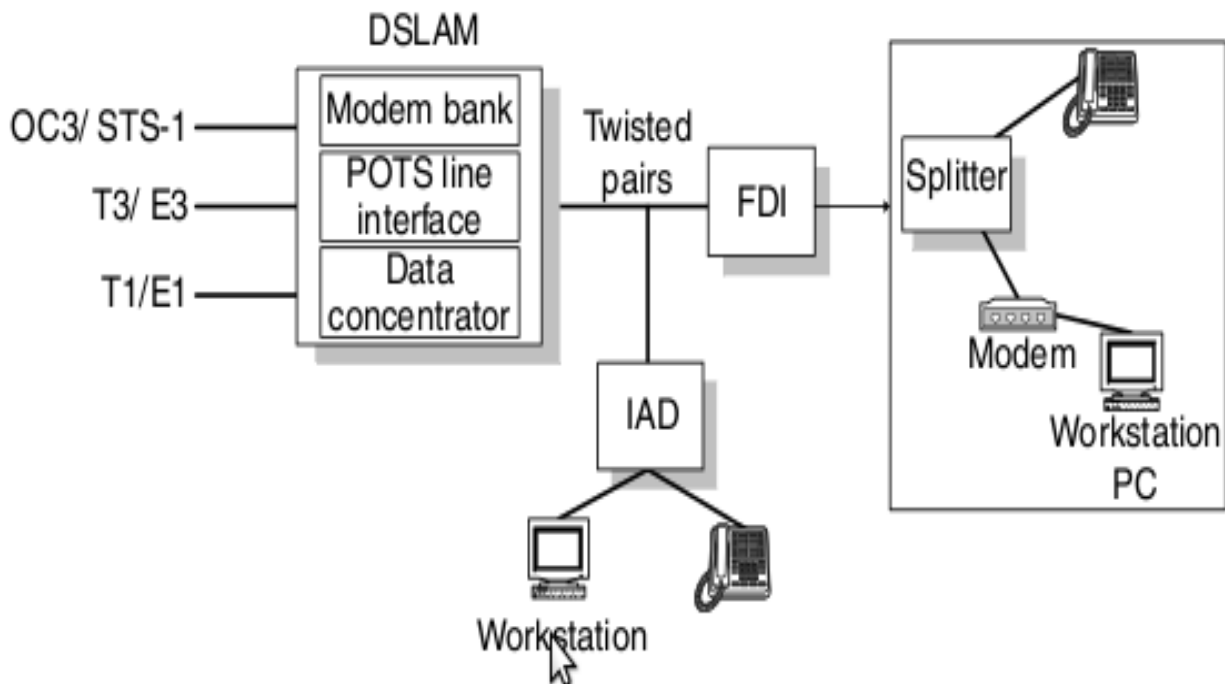 DSLAM
OC3/ STS-1
T3/ E3
T1/E1
Modem bank
POTS line
interface
Data
concentrator
Twisted
pairs
FDI
Splitter
Modem
Workstation
PC
IAD
Workstation